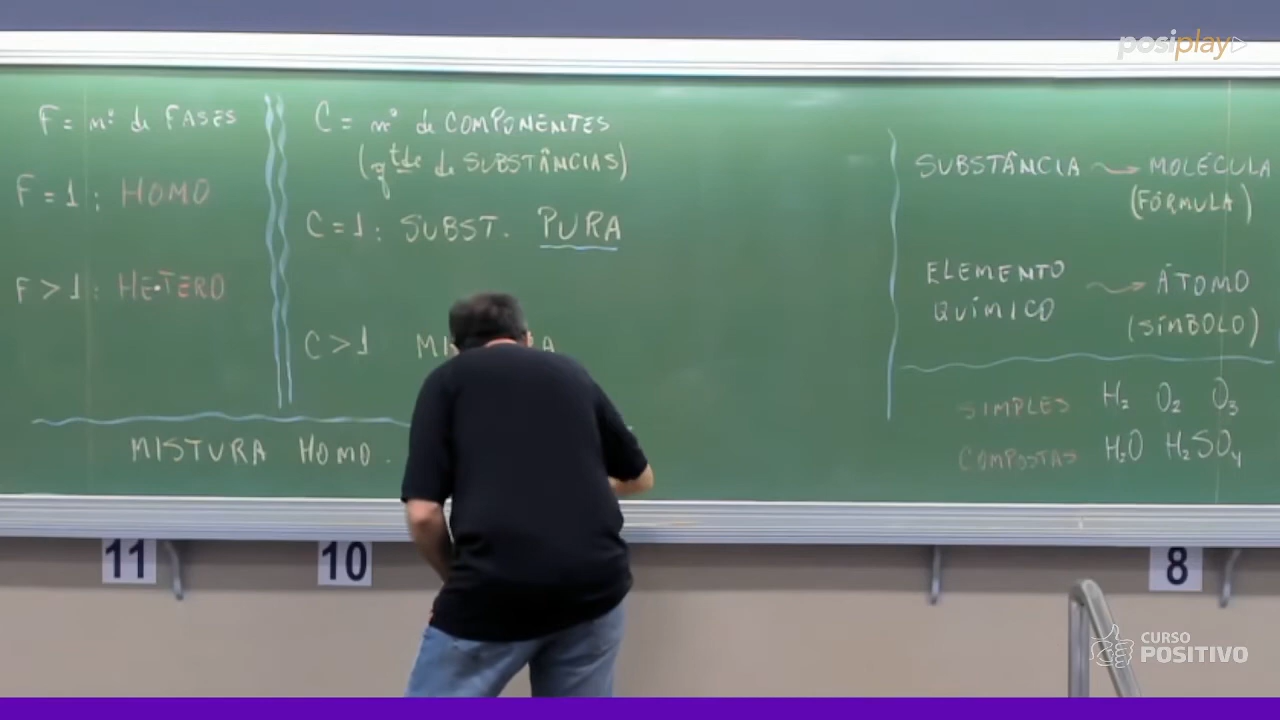 posiplay
F = nº de FASES
F = 1 : HOMO
F > 1 : HETERO
C = nº de COMPONENTES
(qtde de SUBSTÂNCIAS)
C = 1 : SUBST. PURA
C > 1
MISTURA HOMO.
SUBSTÂNCIA → MOLÉCULA
(FÓRMULA)
ELEMENTO QUÍMICO → ÁTOMO
(SÍMBOLO)
SIMPLES H₂ O₂ O₃
COMPOSTAS H₂O H₂SO₄
11
10
8
CURSO
POSITIVO